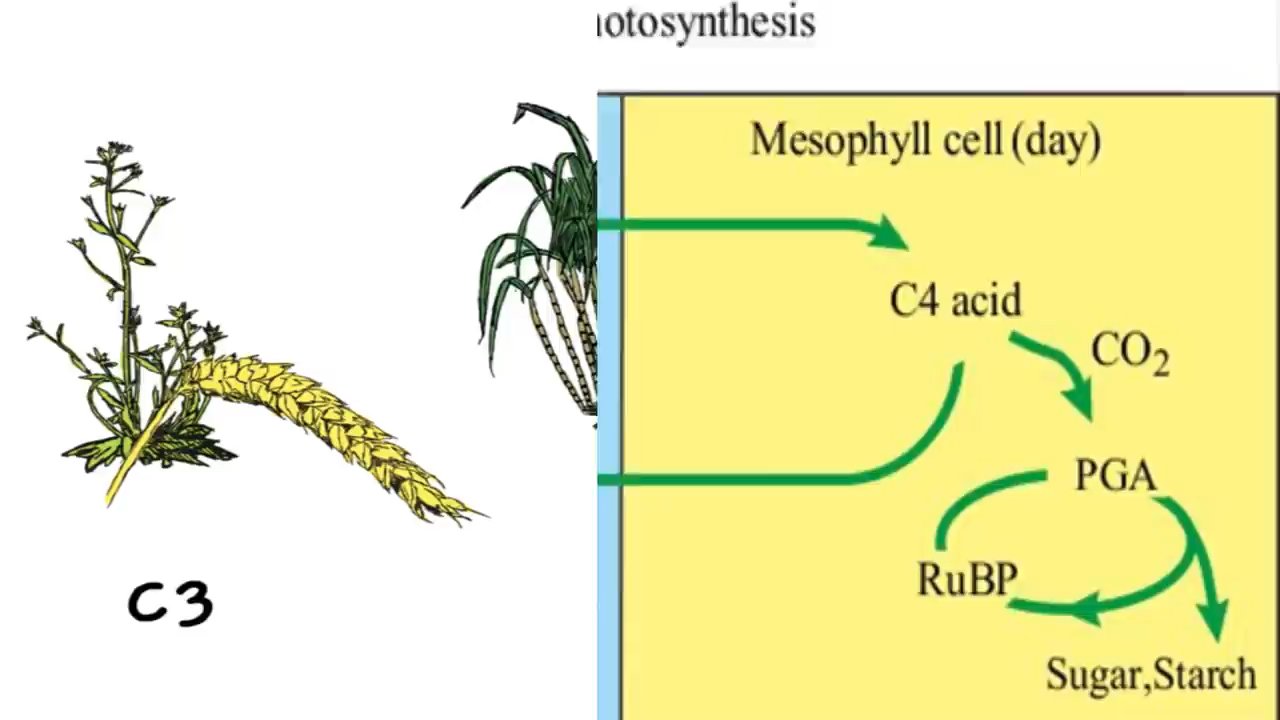 otosynthesis
Mesophyll cell (day)
C4 acid
CO₂
PGA
RuBP
Sugar,Starch
C3